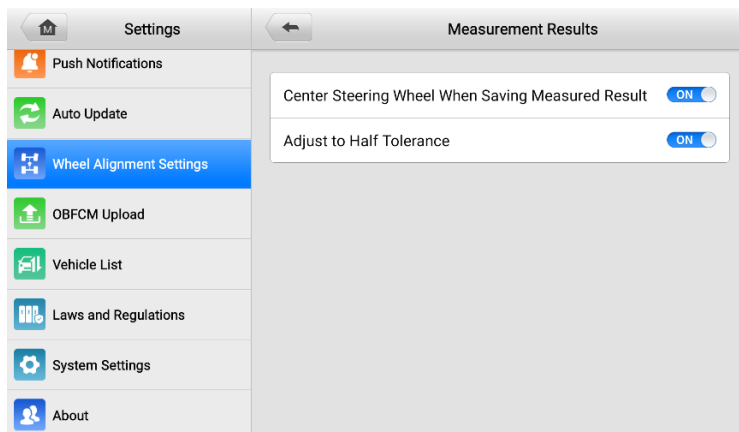 M
Settings
Measurement Results
Push Notifications
Auto Update
Wheel Alignment Settings
OBFCM Upload
Vehicle List
Laws and Regulations
System Settings
About
Center Steering Wheel When Saving Measured Result ON
Adjust to Half Tolerance ON